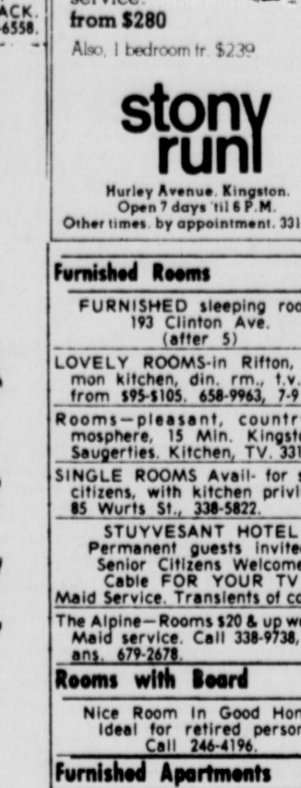 ACK.
6558.
service.
from $280
Also, 1 bedroom fr. $239
stony
run
Hurley Avenue. Kingston.
Open 7 days 'til 6 P.M.
Other times. by appointment. 331
Furnished Rooms
FURNISHED sleeping roo
193 Clinton Ave.
(after 5)
LOVELY ROOMS-in Rifton,
mon kitchen, din. rm., t.v.
from $95-$105. 658-9963, 7-9
Rooms—pleasant, countr
mosphere, 15 Min. Kingst
Saugerties. Kitchen, TV. 331
SINGLE ROOMS Avail- for s
citizens, with kitchen privi
85 Wurts St., 338-5822.
STUYVESANT HOTEL
Permanent guests invite
Senior Citizens Welcome
Cable FOR YOUR TV
Maid Service. Transients of co
The Alpine—Rooms $20 & up w
Maid service. Call 338-9738,
ans. 679-2678.
Rooms with Board
Nice Room In Good Hom
Ideal for retired person
Call 246-4196.
Furnished Apartments